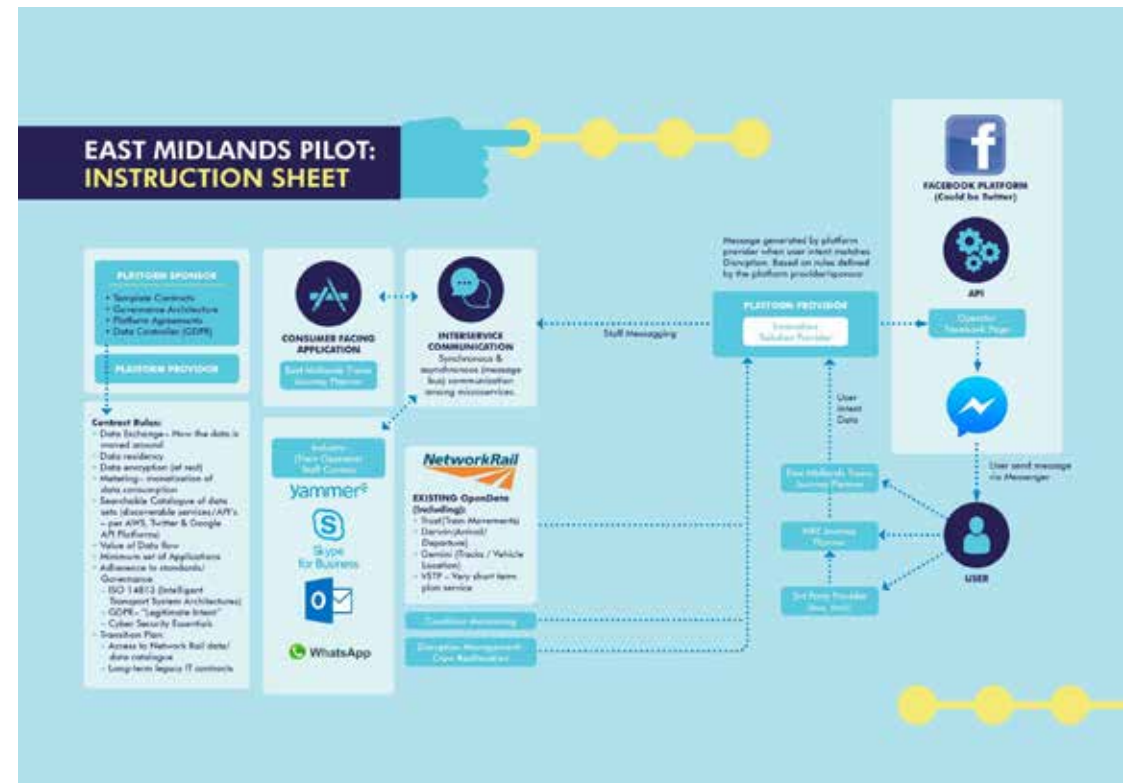 EAST MIDLANDS PILOT:
INSTRUCTION SHEET
PLATFORM SPONSOR
• Template Contracts
• Governance Architecture
• Platform Agreements
• Data Controller (GDPR)
PLATFORM PROVIDER
Contract Rules:
- Data Exchange– How the data is
moved around
- Data residency
- Data encryption (at rest)
- Metering– monetization of
data consumption
- Searchable Catalogue of data
sets (discoverable services/API's
– per AWS, Twitter & Google
API Platforms)
- Value of Data flow
- Minimum set of Applications
- Adherence to standards/
Governance
- ISO 14813 (Intelligent
Transport System Architectures)
- GDPR– "Legitimate Intent"
- Cyber Security Essentials
- Transition Plan:
- Access to Network Rail data/
data catalogue
- Long-term legacy IT contracts
CONSUMER FACING
APPLICATION
East Midlands Trains
Journey Planner
INTERSERVICE
COMMUNICATION
Synchronous &
asynchronous (message
bus) communication
among microservices.
Industry
(Train Operator)
Staff Comms
yammer
Skype
for Business
WhatsApp
NetworkRail
EXISTING OpenData
(Including):
- Trust(Train Movements)
- Darwin(Arrival/
Departure)
- Gemini (Tracks / Vehicle
Location)
- VSTP – Very short term
plan service
Condition Monitoring
Disruption Management
Crew Reallocation
Staff Messaging
Message generated by platform
provider when user intent matches
Disruption. Based on rules defined
by the platform provider/sponsor
PLATFORM PROVIDER
Innovation
Solution Provider
User
Intent
Data
East Midlands Trains
Journey Planner
NRE Journey
Planner
3rd Party Provider
FACEBOOK PLATFORM
(Could be Twitter)
API
Operator
Facebook Page
User send message
via Messenger
USER